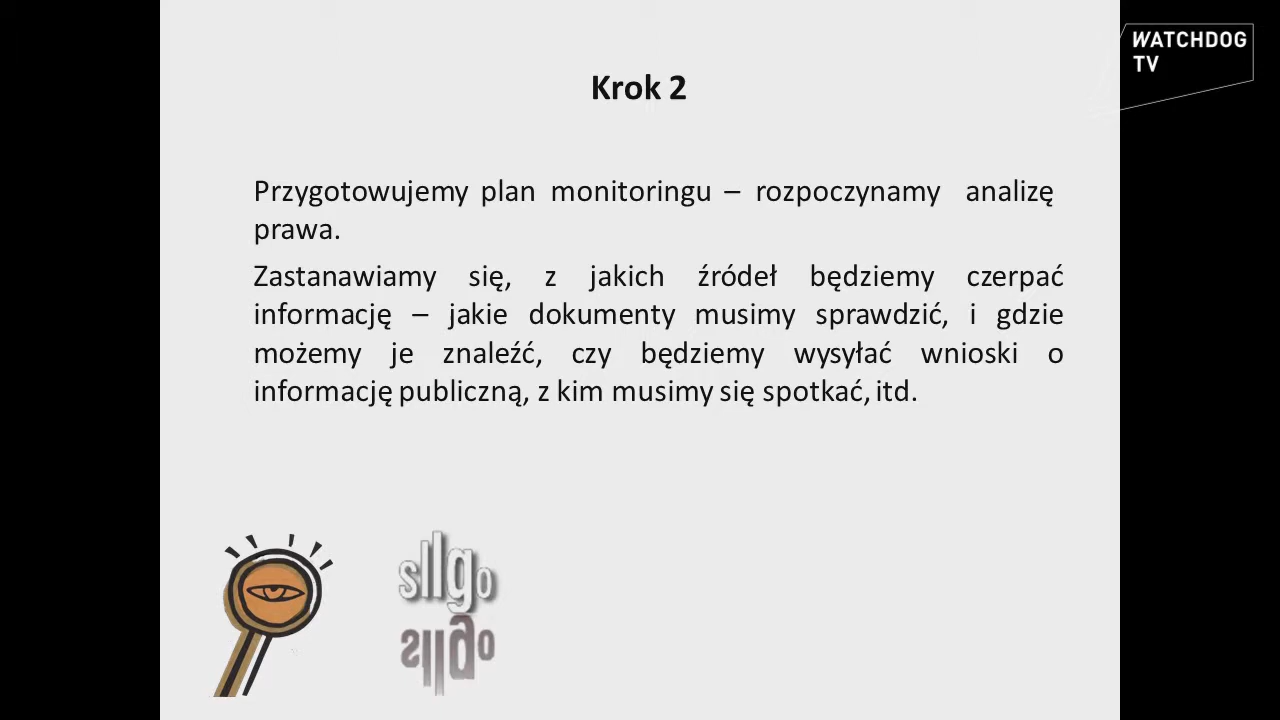 WATCHDOG
TV
Krok 2
Przygotowujemy plan monitoringu – rozpoczynamy analizę
prawa.
Zastanawiamy się, z jakich źródeł będziemy czerpać
informację – jakie dokumenty musimy sprawdzić, i gdzie
możemy je znaleźć, czy będziemy wysyłać wnioski o
informację publiczną, z kim musimy się spotkać, itd.
sllgo